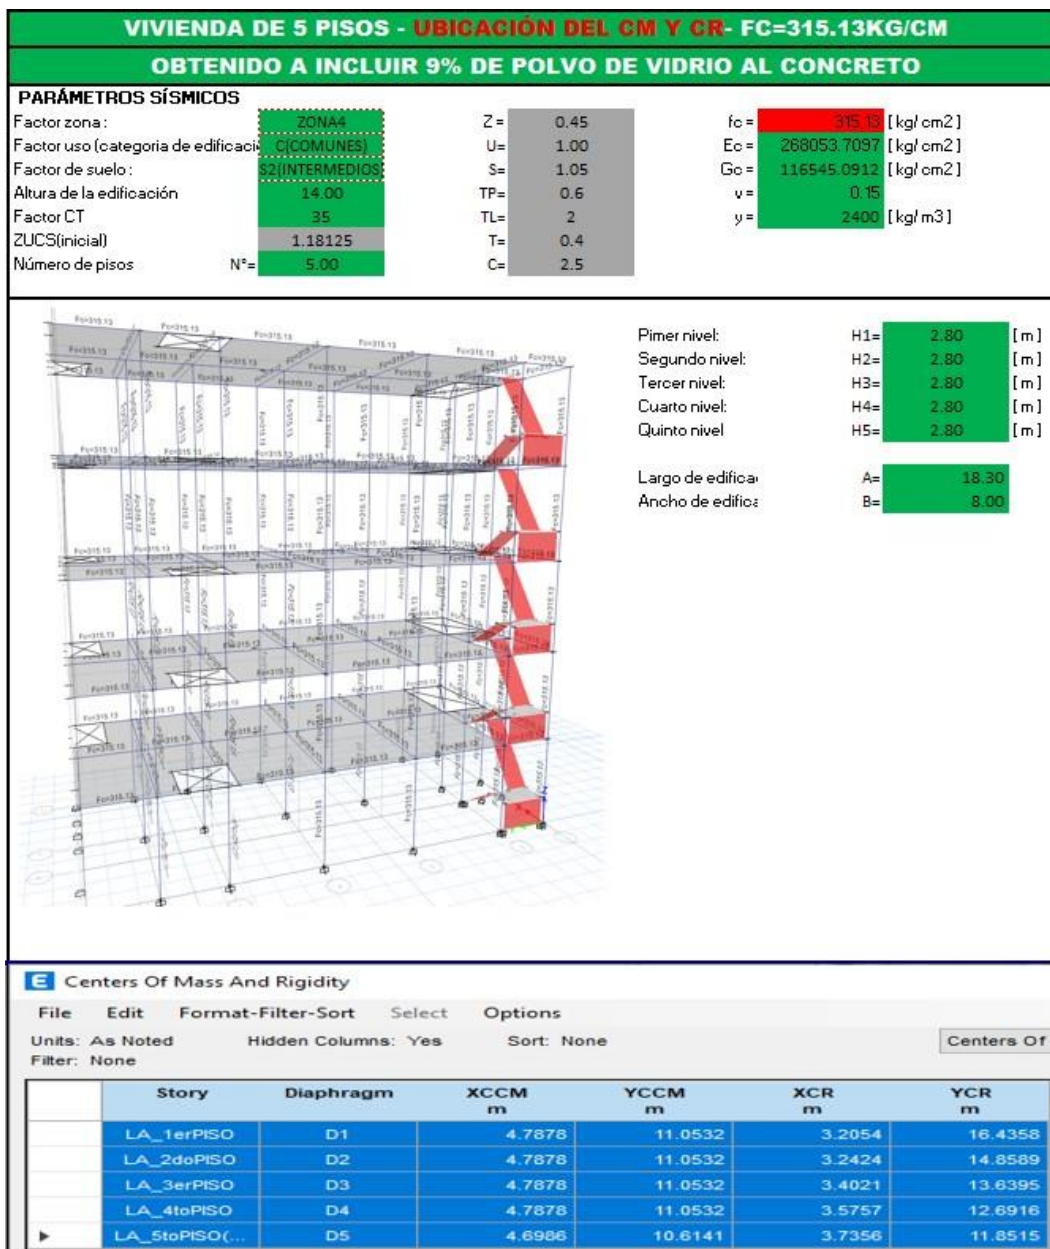 VIVIENDA DE 5 PISOS - UBICACIÓN DEL CM Y CR- FC=315.13KG/CM
OBTENIDO A INCLUIR 9% DE POLVO DE VIDRIO AL CONCRETO
PARÁMETROS SÍSMICOS
Factor zona : ZONA4 Z = 0.45 fc = 315.13 [kg/cm2]
Factor uso (categoria de edificaci C(COMUNES) U= 1.00 Ec = 268053.7097 [kg/cm2]
Factor de suelo : S2(INTERMEDIOS S= 1.05 Gc = 116545.0912 [kg/cm2]
Altura de la edificación 14.00 TP= 0.6 v = 0.15
Factor CT 35 TL= 2 y = 2400 [kg/m3]
ZUCS(inicial) 1.18125 T= 0.4
Número de pisos N°= 5.00 C= 2.5
Pimer nivel: H1= 2.80 [m]
Segundo nivel: H2= 2.80 [m]
Tercer nivel: H3= 2.80 [m]
Cuarto nivel: H4= 2.80 [m]
Quinto nivel H5= 2.80 [m]
Largo de edifica A= 18.30
Ancho de edifica B= 8.00
Fc=315.13
E Centers Of Mass And Rigidity
File Edit Format-Filter-Sort Select Options
Units: As Noted Hidden Columns: Yes Sort: None Centers Of
Filter: None
Story Diaphragm XCCM m YCCM m XCR m YCR m
LA_1erPISO D1 4.7878 11.0532 3.2054 16.4358
LA_2doPISO D2 4.7878 11.0532 3.2424 14.8589
LA_3erPISO D3 4.7878 11.0532 3.4021 13.6395
LA_4toPISO D4 4.7878 11.0532 3.5757 12.6916
LA_5toPISO(... D5 4.6986 10.6141 3.7356 11.8515